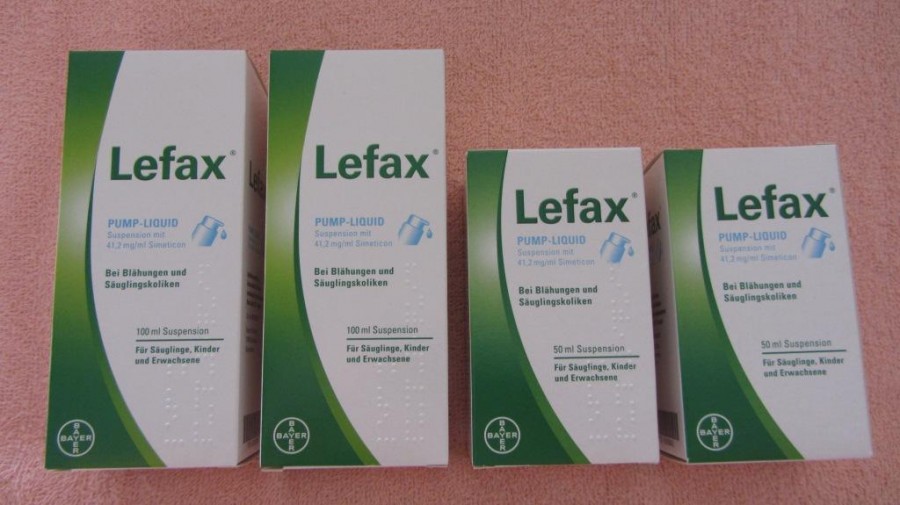 Lefax®
PUMP-LIQUID
Suspension mit
41,2 mg/ml Simeticon
Bei Blähungen und
Säuglingskoliken
100 ml Suspension
Für Säuglinge, Kinder
und Erwachsene
BAYER
BAYER
Lefax®
PUMP-LIQUID
Suspension mit
41,2 mg/ml Simeticon
Bei Blähungen und
Säuglingskoliken
100 ml Suspension
Für Säuglinge, Kinder
und Erwachsene
BAYER
BAYER
Lefax®
PUMP-LIQUID
Suspension mit
41,2 mg/ml Simeticon
Bei Blähungen und
Säuglingskoliken
50 ml Suspension
Für Säuglinge, Kinder
und Erwachsene
BAYER
BAYER
Lefax®
PUMP-LIQUID
Suspension mit
41,2 mg/ml Simeticon
Bei Blähungen und
Säuglingskoliken
50 ml Suspension
Für Säuglinge, Kinder
und Erwachsene
BAYER
BAYER